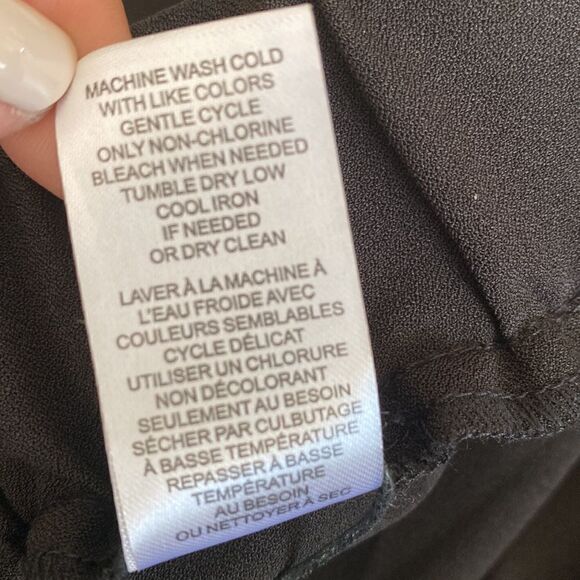 MACHINE WASH COLD
WITH LIKE COLORS
GENTLE CYCLE
ONLY NON-CHLORINE
BLEACH WHEN NEEDED
TUMBLE DRY LOW
COOL IRON
IF NEEDED
OR DRY CLEAN
LAVER À LA MACHINE À
L'EAU FROIDE AVEC
COULEURS SEMBLABLES
CYCLE DÉLICAT
UTILISER UN CHLORURE
NON DÉCOLORANT
SEULEMENT AU BESOIN
SÉCHER PAR CULBUTAGE
À BASSE TEMPÉRATURE
REPASSER À BASSE
TEMPÉRATURE
AU BESOIN
OU NETTOYER À SEC